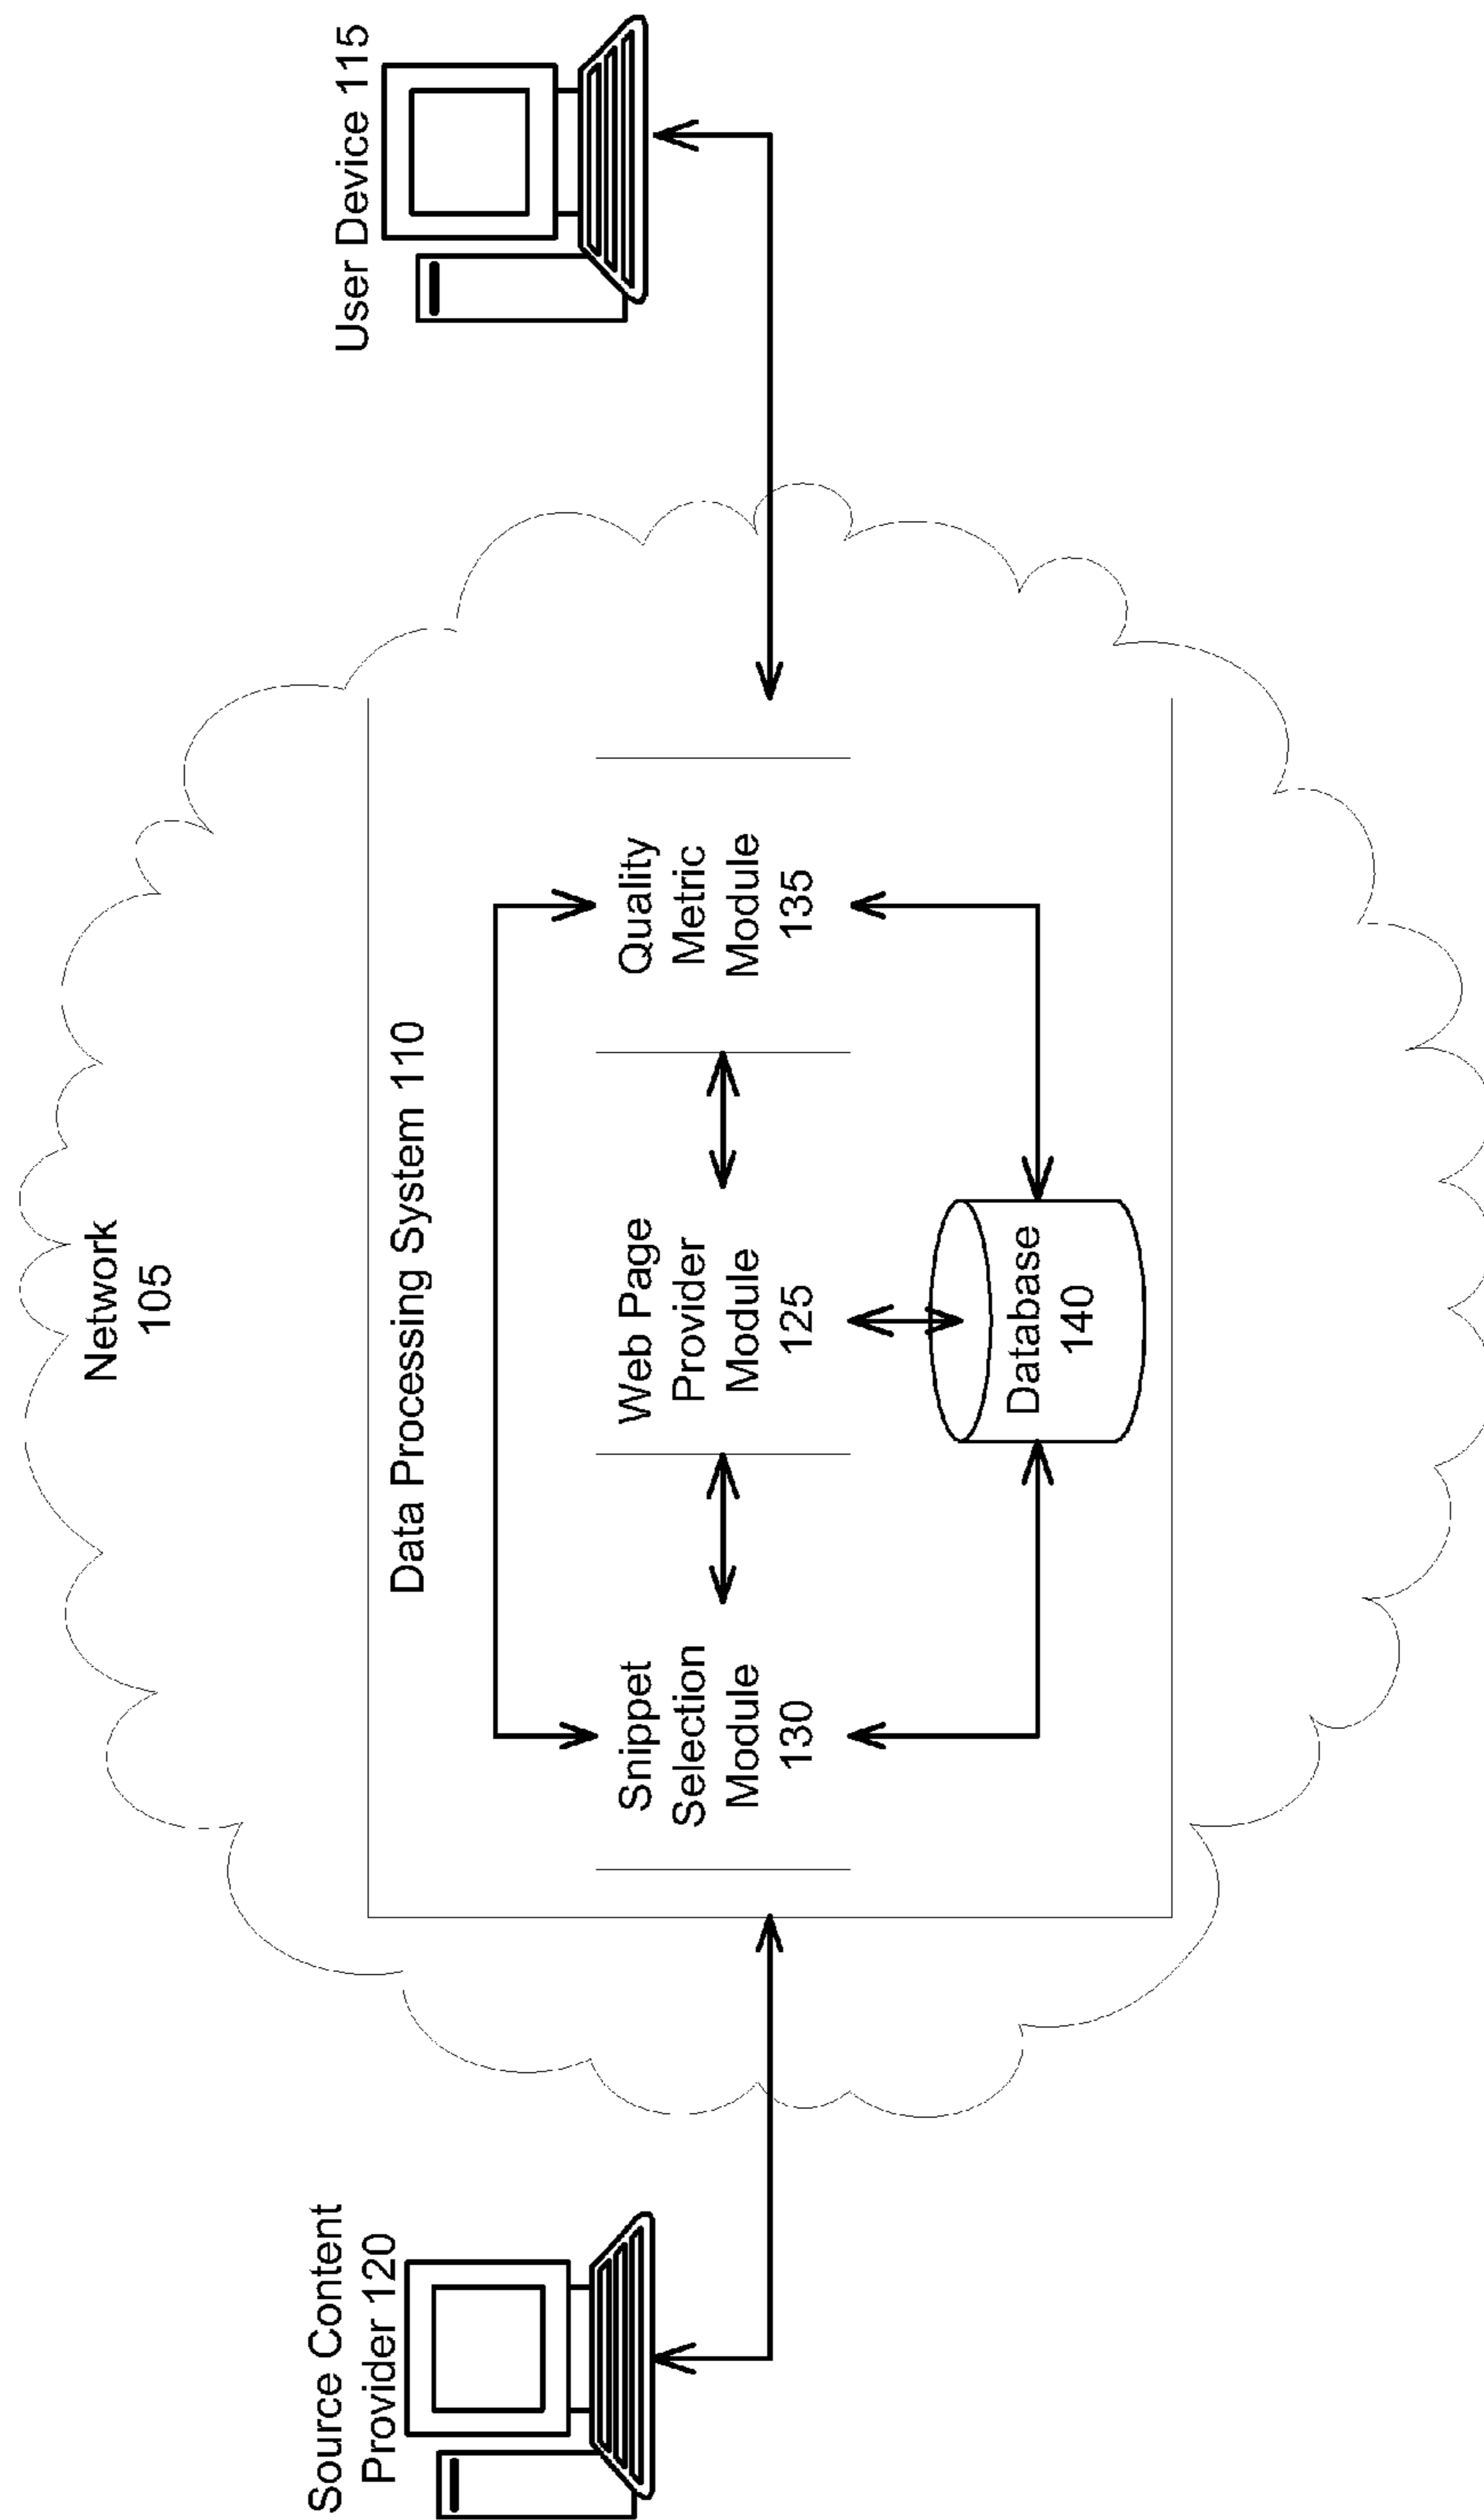 Network
105
Source Content
Provider 120
User Device 115
Data Processing System 110
Snippet
Selection
Module
130
Web Page
Provider
Module
125
Quality
Metric
Module
135
Database
140